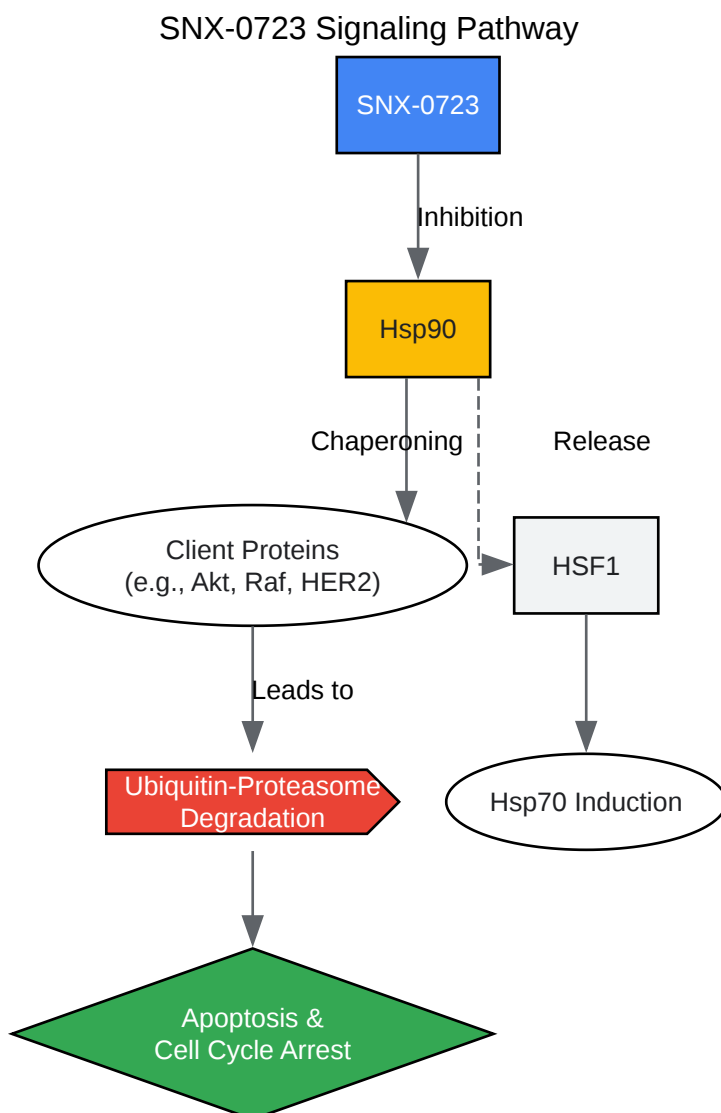 SNX-0723 Signaling Pathway
SNX-0723
Inhibition
Hsp90
Chaperoning
Release
Client Proteins
(e.g., Akt, Raf, HER2)
HSF1
Leads to
Ubiquitin-Proteasome
Degradation
Hsp70 Induction
Apoptosis &
Cell Cycle Arrest